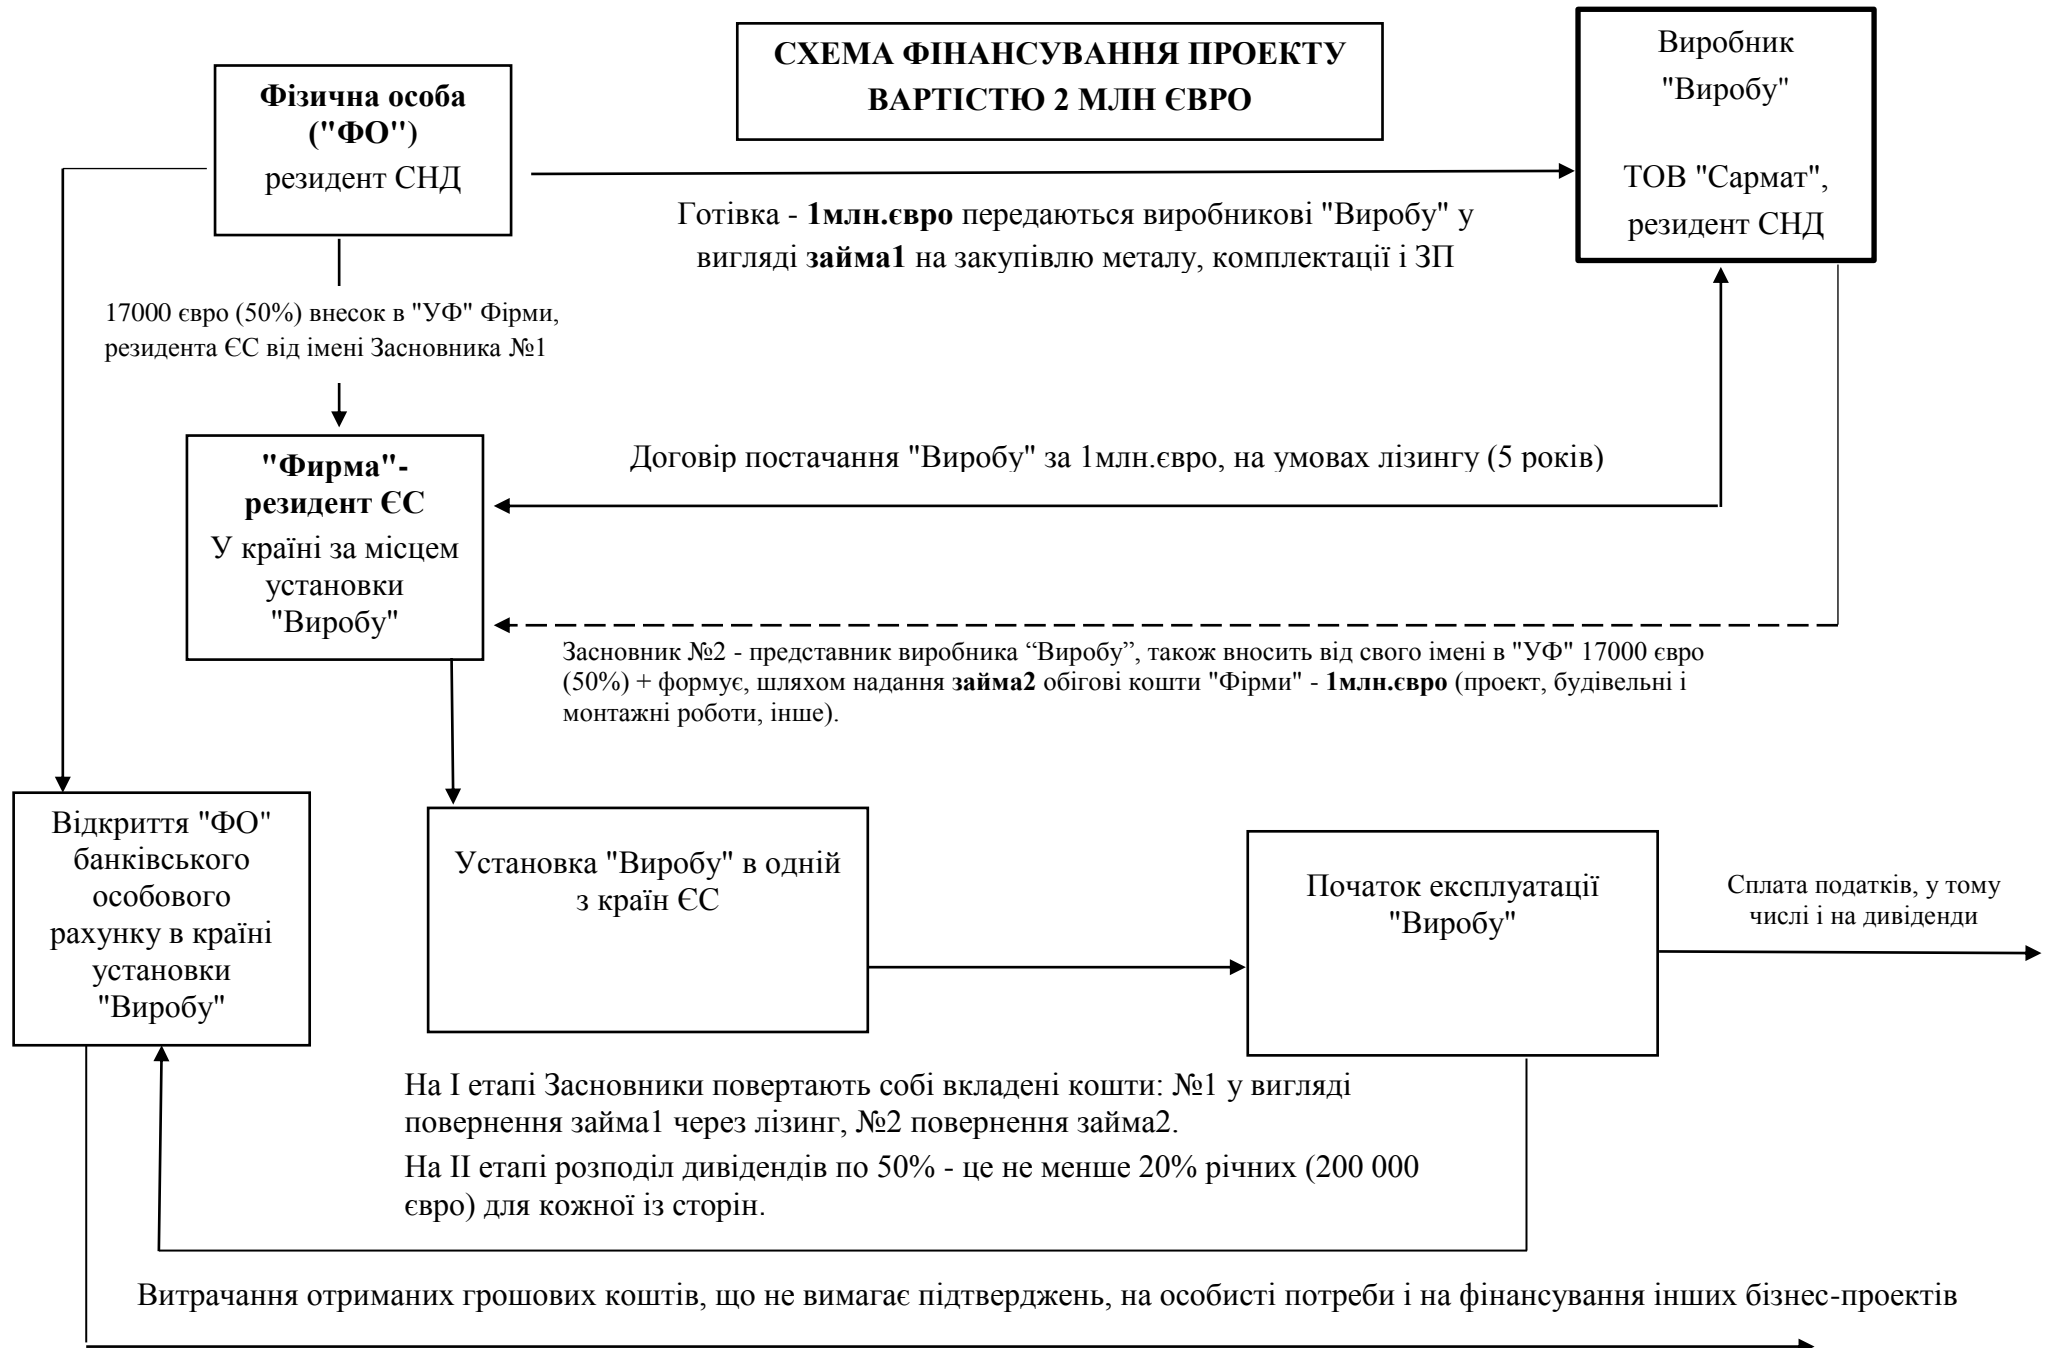 СХЕМА ФІНАНСУВАННЯ ПРОЕКТУ
ВАРТІСТЮ 2 МЛН ЄВРО
Фізична особа
("ФО")
резидент СНД
Виробник
"Виробу"
ТОВ "Сармат",
резидент СНД
Готівка - 1млн.євро передаються виробникові "Виробу" у
вигляді займа1 на закупівлю металу, комплектації і ЗП
17000 євро (50%) внесок в "УФ" Фірми,
резидента ЄС від імені Засновника №1
"Фирма"-
резидент ЄС
У країні за місцем
установки
"Виробу"
Договір постачання "Виробу" за 1млн.євро, на умовах лізингу (5 років)
Засновник №2 - представник виробника “Виробу”, також вносить від свого імені в "УФ" 17000 євро
(50%) + формує, шляхом надання займа2 обігові кошти "Фірми" - 1млн.євро (проект, будівельні і
монтажні роботи, інше).
Відкриття "ФО"
банківського
особового
рахунку в країні
установки
"Виробу"
Установка "Виробу" в одній
з країн ЄС
Початок експлуатації
"Виробу"
Сплата податків, у тому
числі і на дивіденди
На I етапі Засновники повертають собі вкладені кошти: №1 у вигляді
повернення займа1 через лізинг, №2 повернення займа2.
На II етапі розподіл дивідендів по 50% - це не менше 20% річних (200 000
євро) для кожної із сторін.
Витрачання отриманих грошових коштів, що не вимагає підтверджень, на особисті потреби і на фінансування інших бізнес-проектів